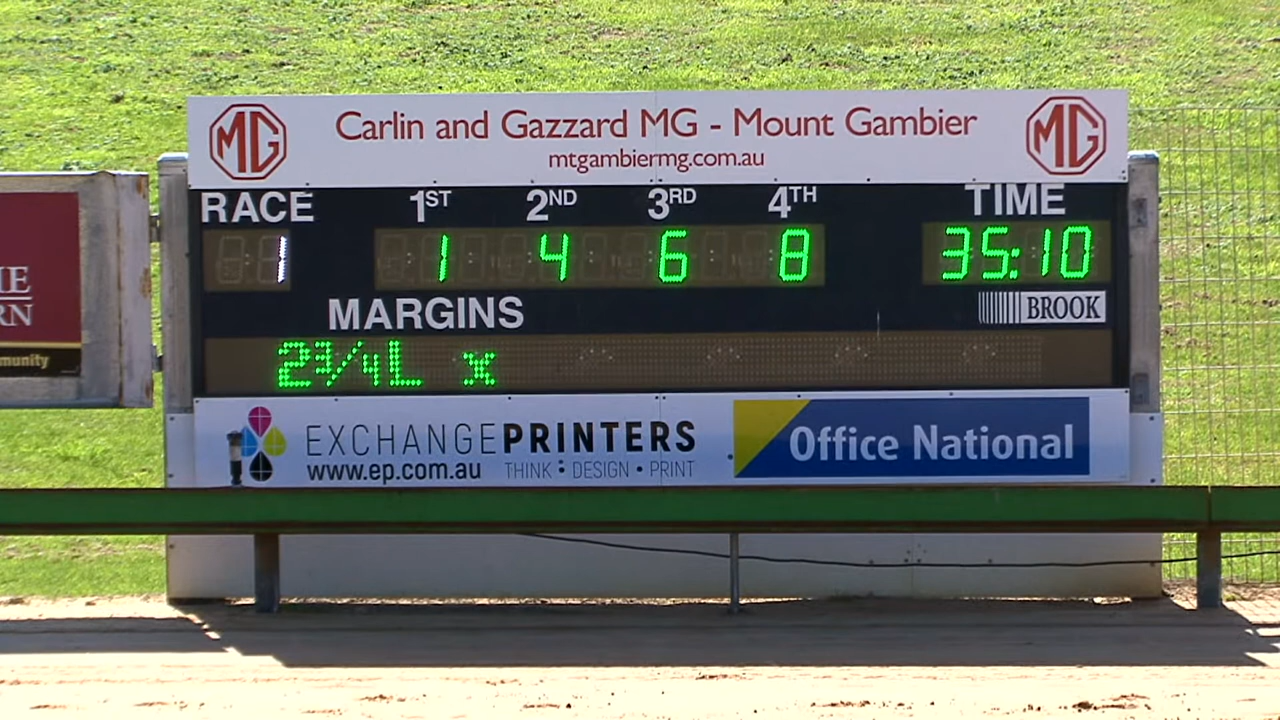 MG Carlin and Gazzard MG - Mount Gambier MG
mtgambiermg.com.au
RACE 1ST 2ND 3RD 4TH TIME
1 1 4 6 8 35:10
MARGINS BROOK
2¾L x
EXCHANGEPRINTERS
www.ep.com.au THINK : DESIGN • PRINT
Office National